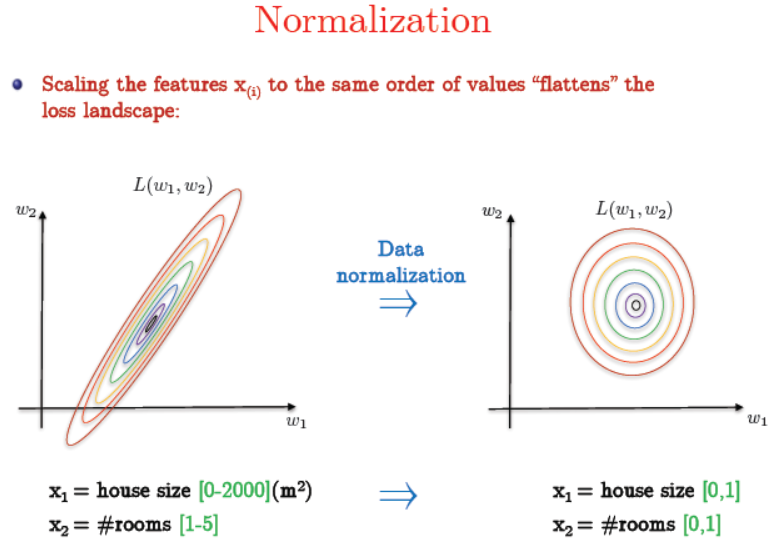 Normalization
Scaling the features x(i) to the same order of values “flattens” the
loss landscape:
L(w₁, w₂)
w₂
w₁
Data
normalization
⇒
L(w₁, w₂)
w₂
w₁
x₁ = house size [0-2000](m²)
x₂ = #rooms [1-5]
⇒
x₁ = house size [0,1]
x₂ = #rooms [0,1]